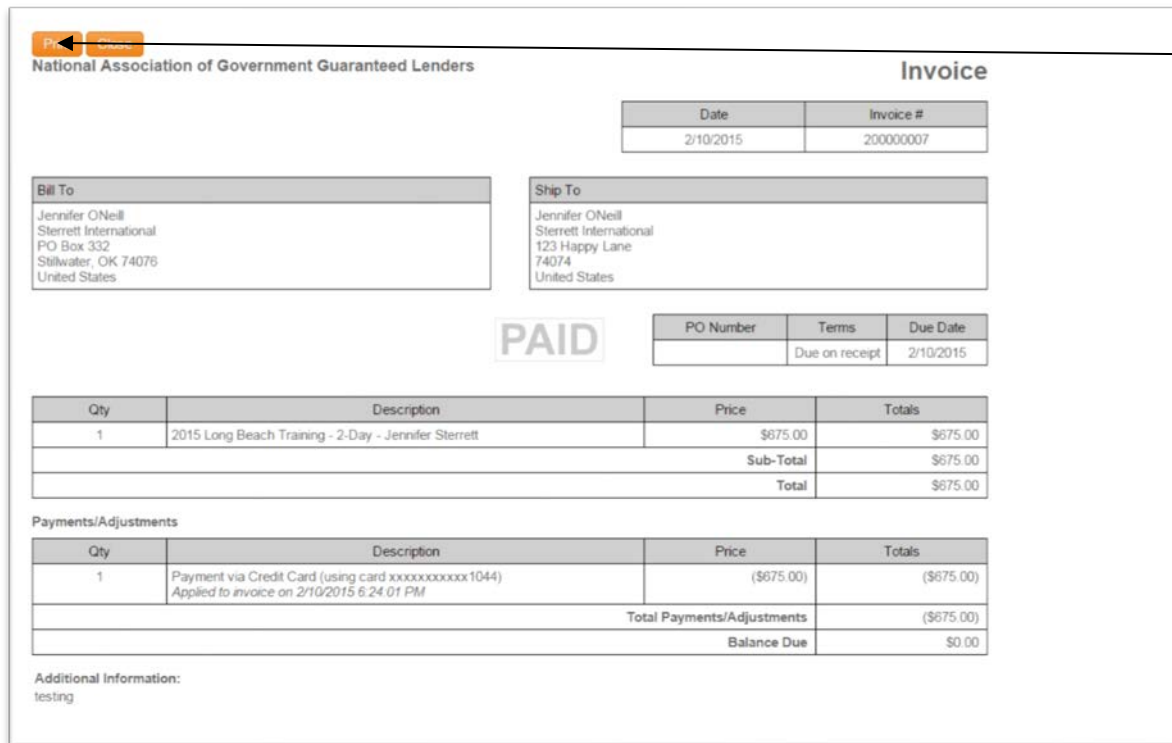 Close
National Association of Government Guaranteed Lenders
Invoice
Date Invoice #
2/10/2015 200000007
Bill To
Jennifer ONeill
Sterrett International
PO Box 332
Stillwater, OK 74076
United States
Ship To
Jennifer ONeill
Sterrett International
123 Happy Lane
74074
United States
PAID
PO Number Terms Due Date
Due on receipt 2/10/2015
Qty Description Price Totals
1 2015 Long Beach Training - 2-Day - Jennifer Sterrett $675.00 $675.00
Sub-Total $675.00
Total $675.00
Payments/Adjustments
Qty Description Price Totals
1 Payment via Credit Card (using card xxxxxxxxxxx1044) ($675.00) ($675.00)
Applied to invoice on 2/10/2015 6:24:01 PM
Total Payments/Adjustments ($675.00)
Balance Due $0.00
Additional Information:
testing